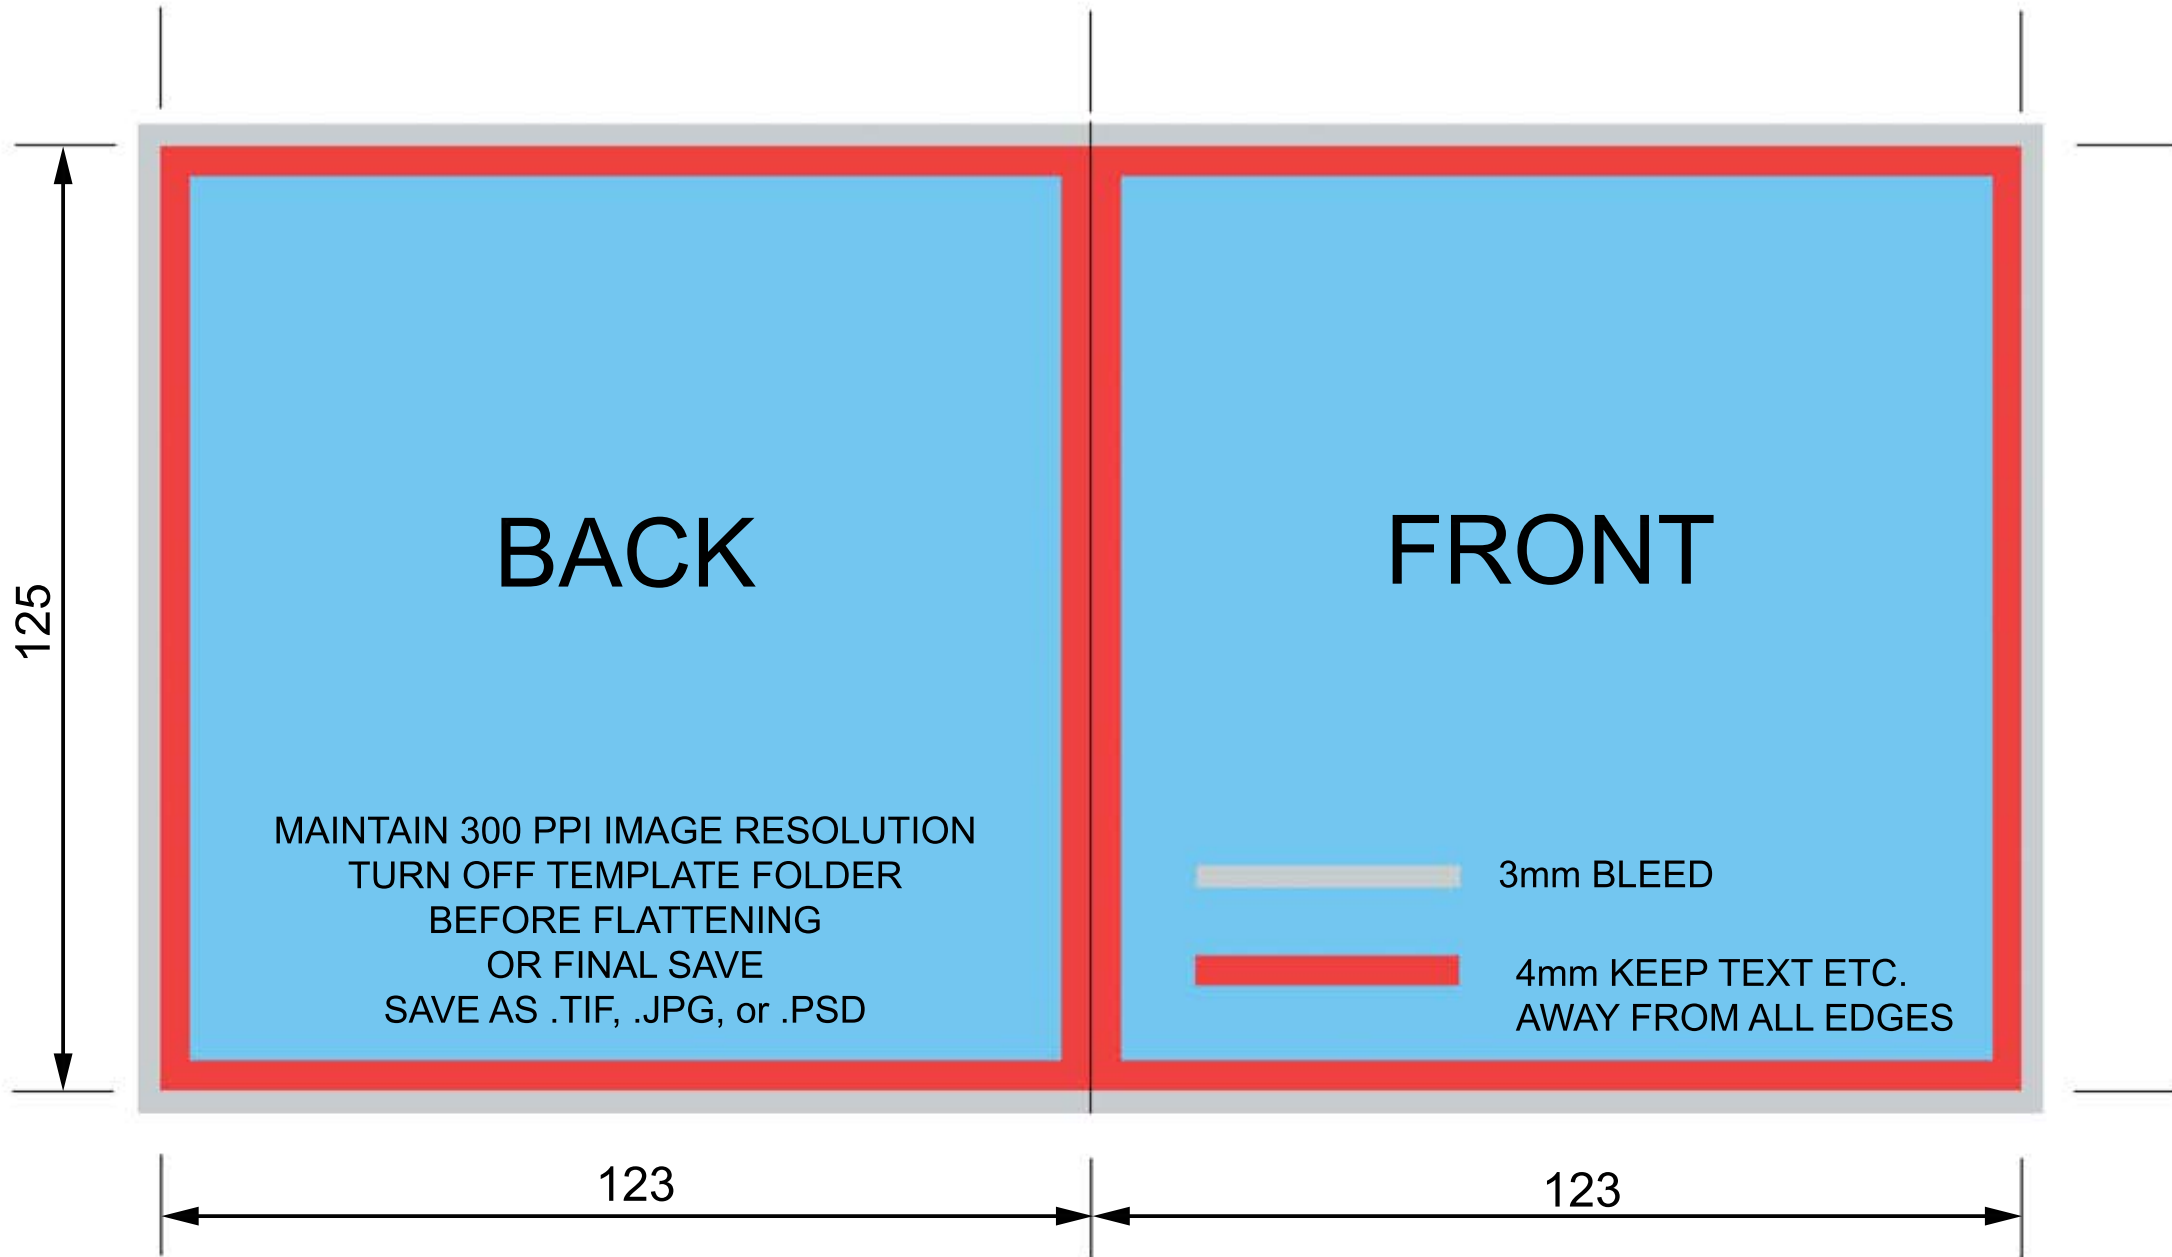 125
BACK
FRONT
MAINTAIN 300 PPI IMAGE RESOLUTION
TURN OFF TEMPLATE FOLDER
BEFORE FLATTENING
OR FINAL SAVE
SAVE AS .TIF, .JPG, or .PSD
3mm BLEED
4mm KEEP TEXT ETC.
AWAY FROM ALL EDGES
123
123